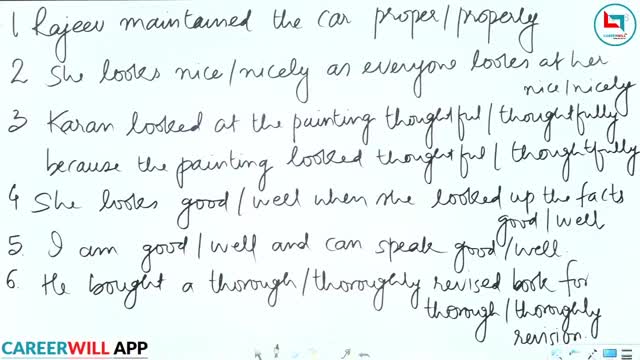 1 Rajeev maintained the car proper/properly
CAREERWILL
2 She looks nice/nicely as everyone looks at her
nice/nicely
3 Karan looked at the painting thoughtful/thoughtfully
because the painting looked thoughtful/thoughtfully
4 She looks good/well when she looked up the facts
good/well
5. I am good/well and can speak good/well.
6. He bought a thorough/thoroughly revised book for
thorough/thoroughly
revision.
CAREERWILL APP